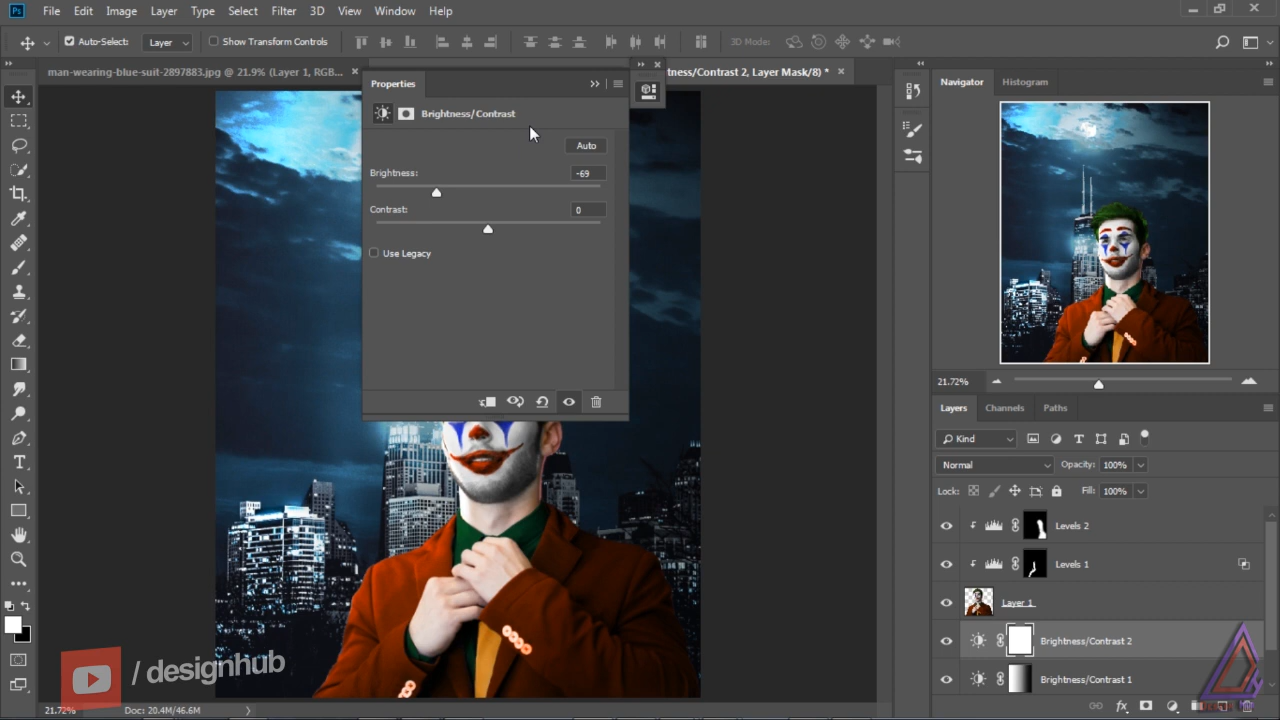 Ps File Edit Image Layer Type Select Filter 3D View Window Help
Auto-Select: Layer Show Transform Controls 3D Mode:
man-wearing-blue-suit-2897883.jpg @ 21.9% (Layer 1, RGB... × tness/Contrast 2, Layer Mask/8) * ×
Properties
Brightness/Contrast
Auto
Brightness: -69
Contrast: 0
Use Legacy
Navigator Histogram
21.72%
Layers Channels Paths
Kind
Normal Opacity: 100%
Lock: Fill: 100%
Levels 2
Levels 1
Layer 1
Brightness/Contrast 2
Brightness/Contrast 1
/ designhub
21.72% Doc: 20.4M/46.6M